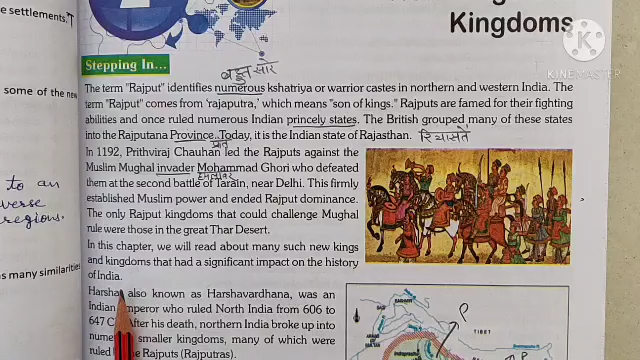 e settlements.
Kingdoms
KINEMASTER
Stepping In...
बहुत सारे
some of the new
The term "Rajput" identifies numerous kshatriya or warrior castes in northern and western India. The
term "Rajput" comes from 'rajaputra,' which means "son of kings." Rajputs are famed for their fighting
abilities and once ruled numerous Indian princely states. The British grouped many of these states
into the Rajputana Province. Today, it is the Indian state of Rajasthan. रियासतें
प्रांत
In 1192, Prithviraj Chauhan led the Rajputs against the
Muslim Mughal invader Mohammad Ghori who defeated
हमलावर
them at the second battle of Tarain, near Delhi. This firmly
established Muslim power and ended Rajput dominance.
The only Rajput kingdoms that could challenge Mughal
rule were those in the great Thar Desert.
to an
verse
regions.
In this chapter, we will read about many such new kings
and kingdoms that had a significant impact on the history
of India.
as many similarities
Harsha, also known as Harshavardhana, was an
Indian emperor who ruled North India from 606 to
647 C After his death, northern India broke up into
nume smaller kingdoms, many of which were
ruled e Rajputs (Rajputras).
KASHMIR
TIBET